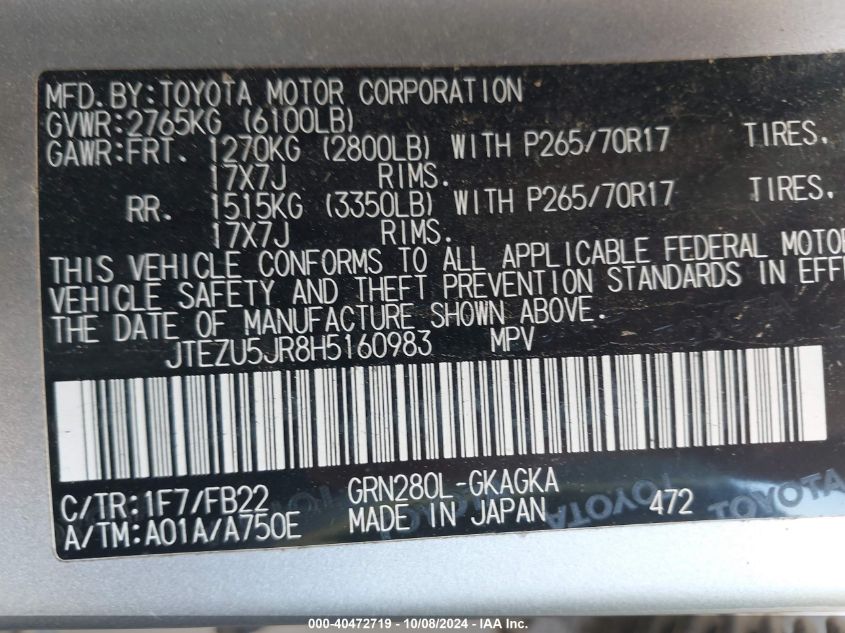 MFD.BY:TOYOTA MOTOR CORPORATION
GVWR:2765KG (6100LB)
GAWR:FRT. 1270KG (2800LB) WITH P265/70R17 TIRES,
17X7J RIMS.
RR. 1515KG (3350LB) WITH P265/70R17 TIRES,
17X7J RIMS.
THIS VEHICLE CONFORMS TO ALL APPLICABLE FEDERAL MOTOR
VEHICLE SAFETY AND THEFT PREVENTION STANDARDS IN EFFE
THE DATE OF MANUFACTURE SHOWN ABOVE.
JTEZU5JR8H5160983 MPV
C/TR:1F7/FB22 GRN280L-GKAGKA
A/TM:A01A/A750E MADE IN JAPAN 472
TOYOTA TOYOTA
000-40472719 - 10/08/2024 - IAA Inc.